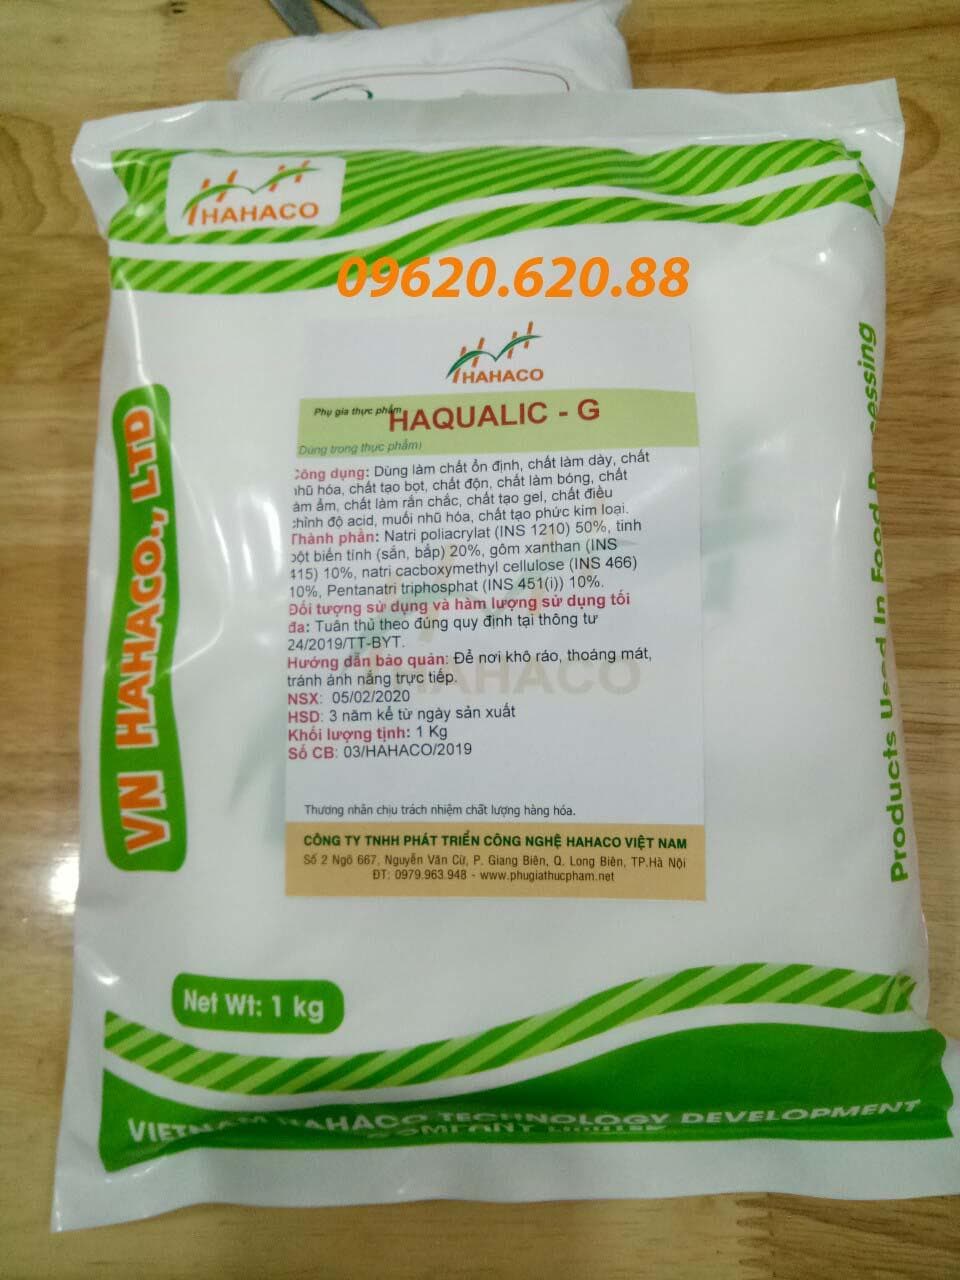 HAHACO
09620.620.88
HAHACO
Phụ gia thực phẩm HAQUALIC - G
Dùng trong thực phẩm)
Công dụng: Dùng làm chất ổn định, chất làm dày, chất
nhũ hóa, chất tạo bọt, chất độn, chất làm bóng, chất
làm ẩm, chất làm rắn chắc, chất tạo gel, chất điều
chỉnh độ acid, muối nhũ hóa, chất tạo phức kim loại.
Thành phần: Natri poliacrylat (INS 1210) 50%, tinh
bột biến tính (sắn, bắp) 20%, gôm xanthan (INS
415) 10%, natri cacboxymethyl cellulose (INS 466)
10%, Pentanatri triphosphat (INS 451(i)) 10%.
Đối tượng sử dụng và hàm lượng sử dụng tối
đa: Tuân thủ theo đúng quy định tại thông tư
24/2019/TT-BYT.
Hướng dẫn bảo quản: Để nơi khô ráo, thoáng mát,
tránh ánh nắng trực tiếp.
HAHACO
NSX: 05/02/2020
HSD: 3 năm kể từ ngày sản xuất
Khối lượng tịnh: 1 Kg
Số CB: 03/HAHACO/2019
Thương nhân chịu trách nhiệm chất lượng hàng hóa.
CÔNG TY TNHH PHÁT TRIỂN CÔNG NGHỆ HAHACO VIỆT NAM
Số 2 Ngõ 667, Nguyễn Văn Cừ, P. Giang Biên, Q. Long Biên, TP.Hà Nội
ĐT: 0979.963.948 - www.phugiathucpham.net
VN HAHACO., LTD
Products Used In Food Processing
Net Wt: 1 kg
VIETNAM HAHACO TECHNOLOGY DEVELOPMENT
COMPANY LIMITED